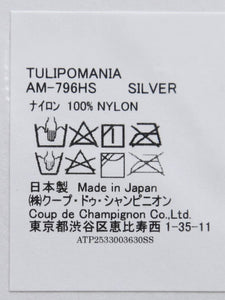 TULIPOMANIA
AM-796HS SILVER
ナイロン 100% NYLON
日本製 Made in Japan
㈱クープ・ドゥ・シャンピニオン
Coup de Champignon Co.,Ltd.
東京都渋谷区恵比寿西 1-35-11
ATP2533003630SS